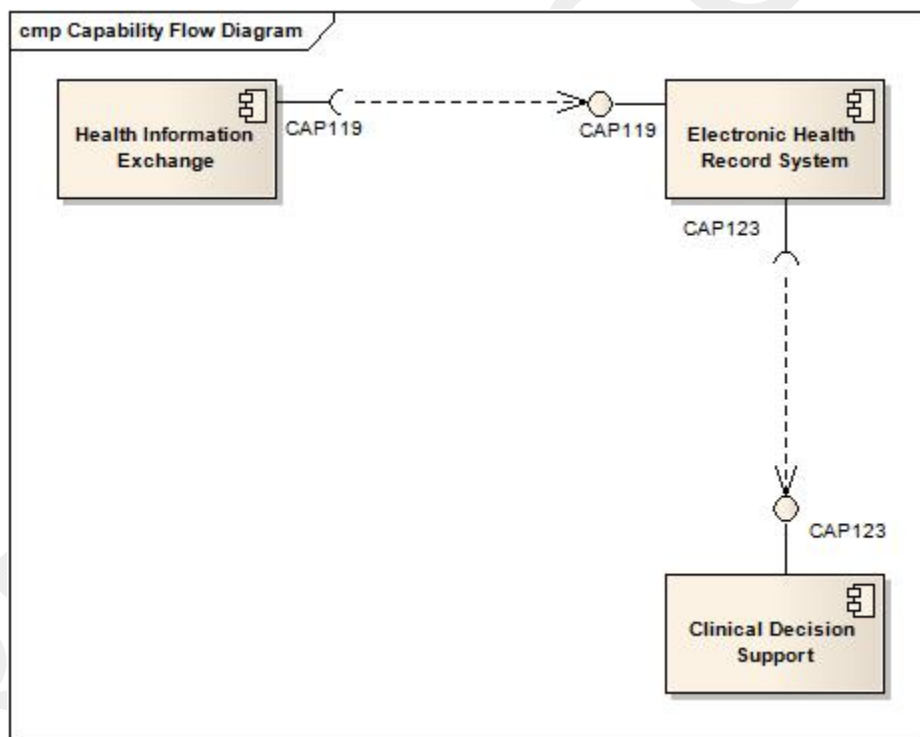 cmp Capability Flow Diagram
Health Information
Exchange
CAP119
CAP119
Electronic Health
Record System
CAP123
CAP123
Clinical Decision
Support